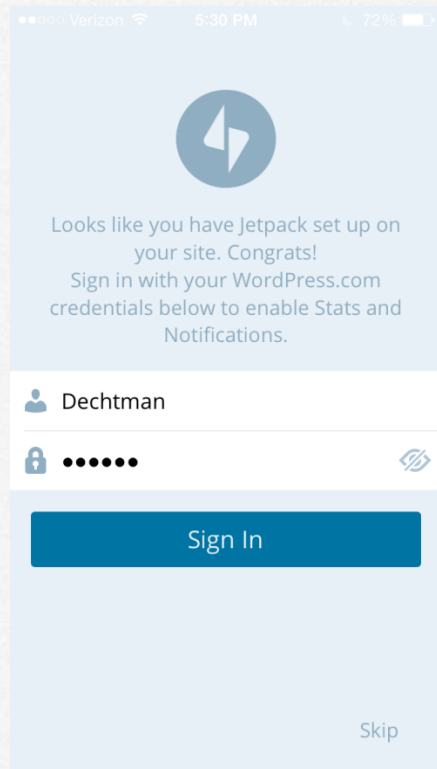 Verizon 5:30 PM 72%
Looks like you have Jetpack set up on
your site. Congrats!
Sign in with your WordPress.com
credentials below to enable Stats and
Notifications.
Dechtman
••••••
Sign In
Skip